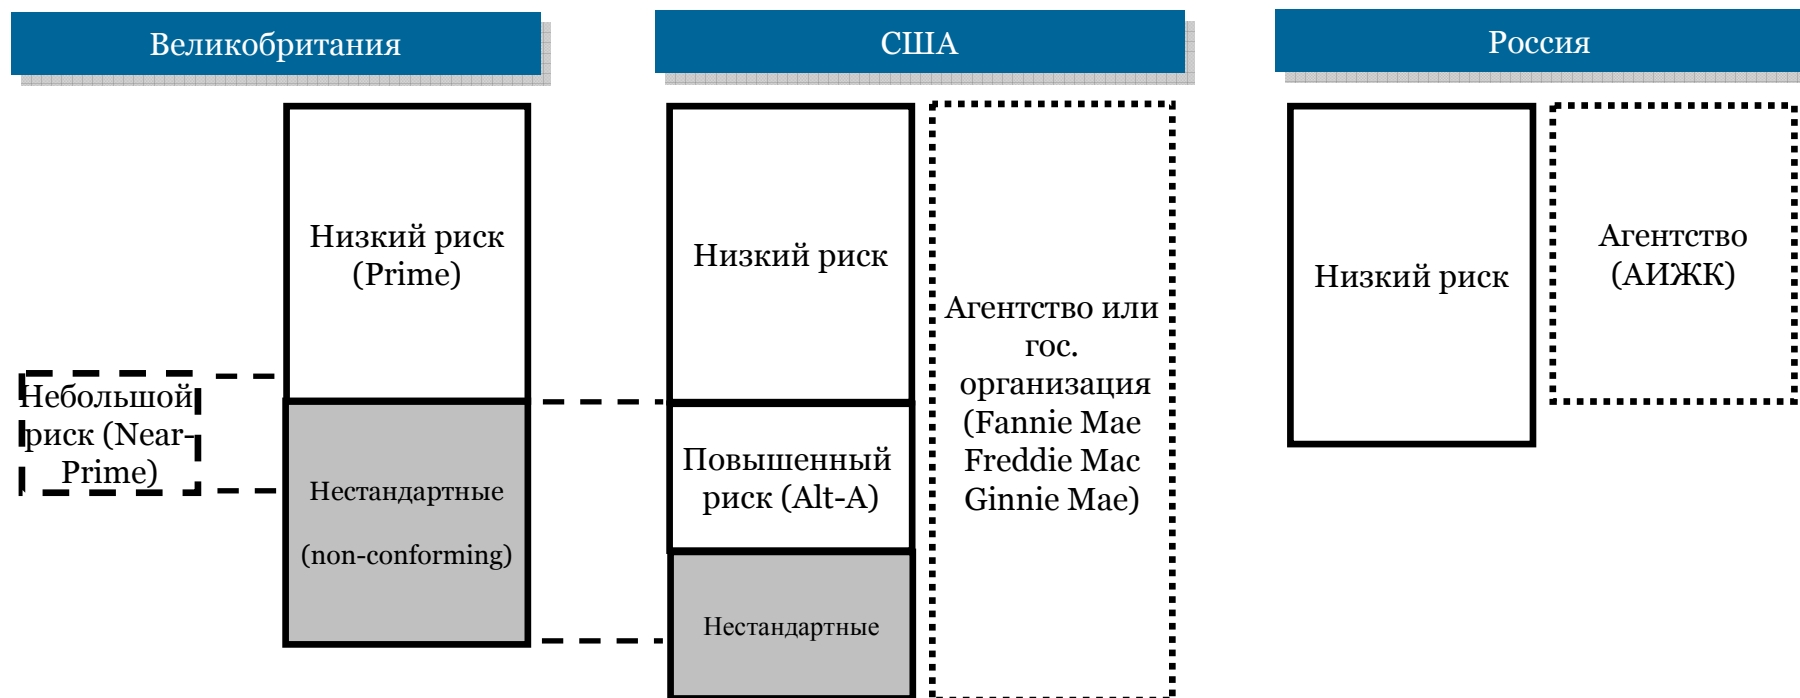 Великобритания
США
Россия
Низкий риск
(Prime)
Небольшой
риск (Near-
Prime)
Нестандартные
(non-conforming)
Низкий риск
Повышенный
риск (Alt-A)
Нестандартные
Агентство или
гос.
организация
(Fannie Mae
Freddie Mac
Ginnie Mae)
Низкий риск
Агентство
(АИЖК)